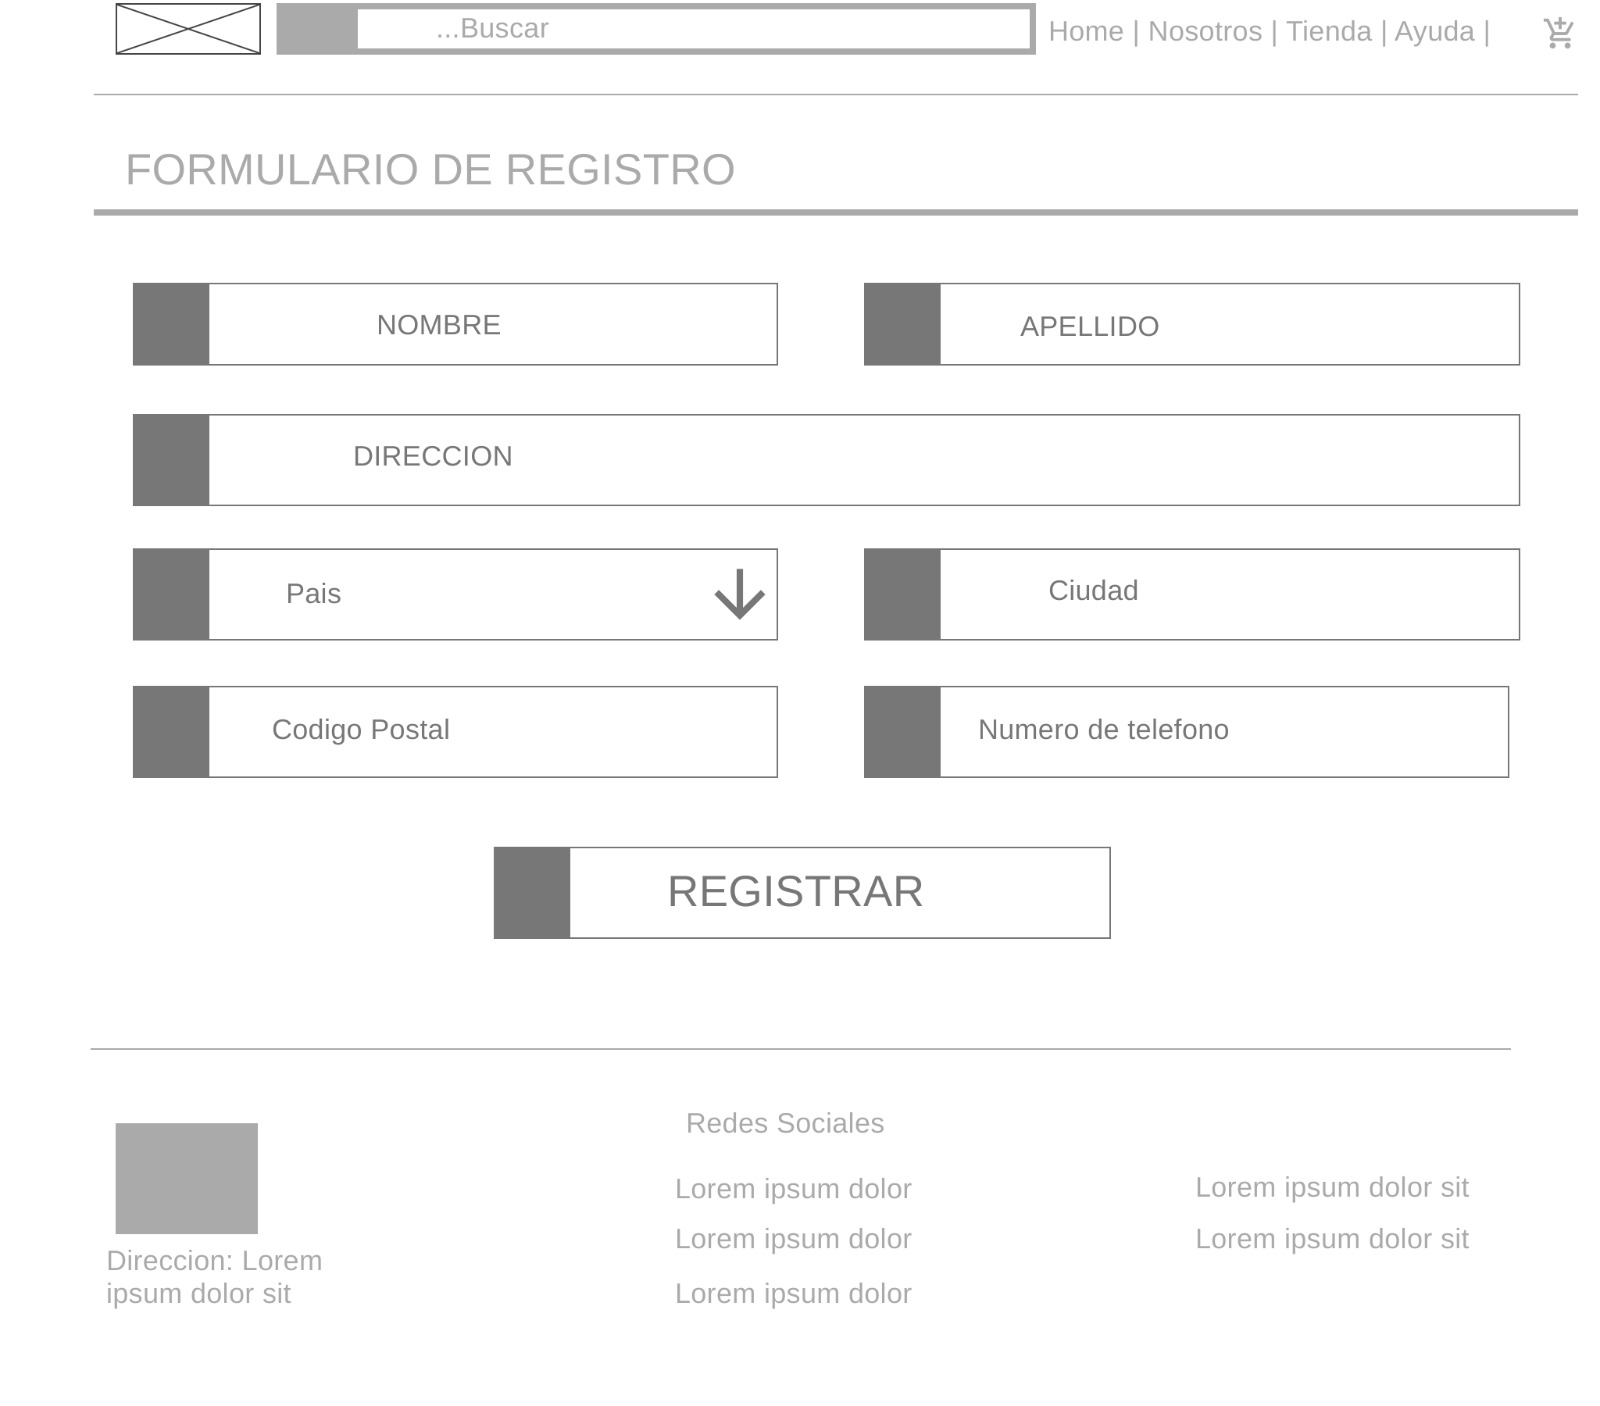 ...Buscar
Home | Nosotros | Tienda | Ayuda |
FORMULARIO DE REGISTRO
NOMBRE
APELLIDO
DIRECCION
Pais
Ciudad
Codigo Postal
Numero de telefono
REGISTRAR
Direccion: Lorem
ipsum dolor sit
Redes Sociales
Lorem ipsum dolor
Lorem ipsum dolor
Lorem ipsum dolor
Lorem ipsum dolor sit
Lorem ipsum dolor sit